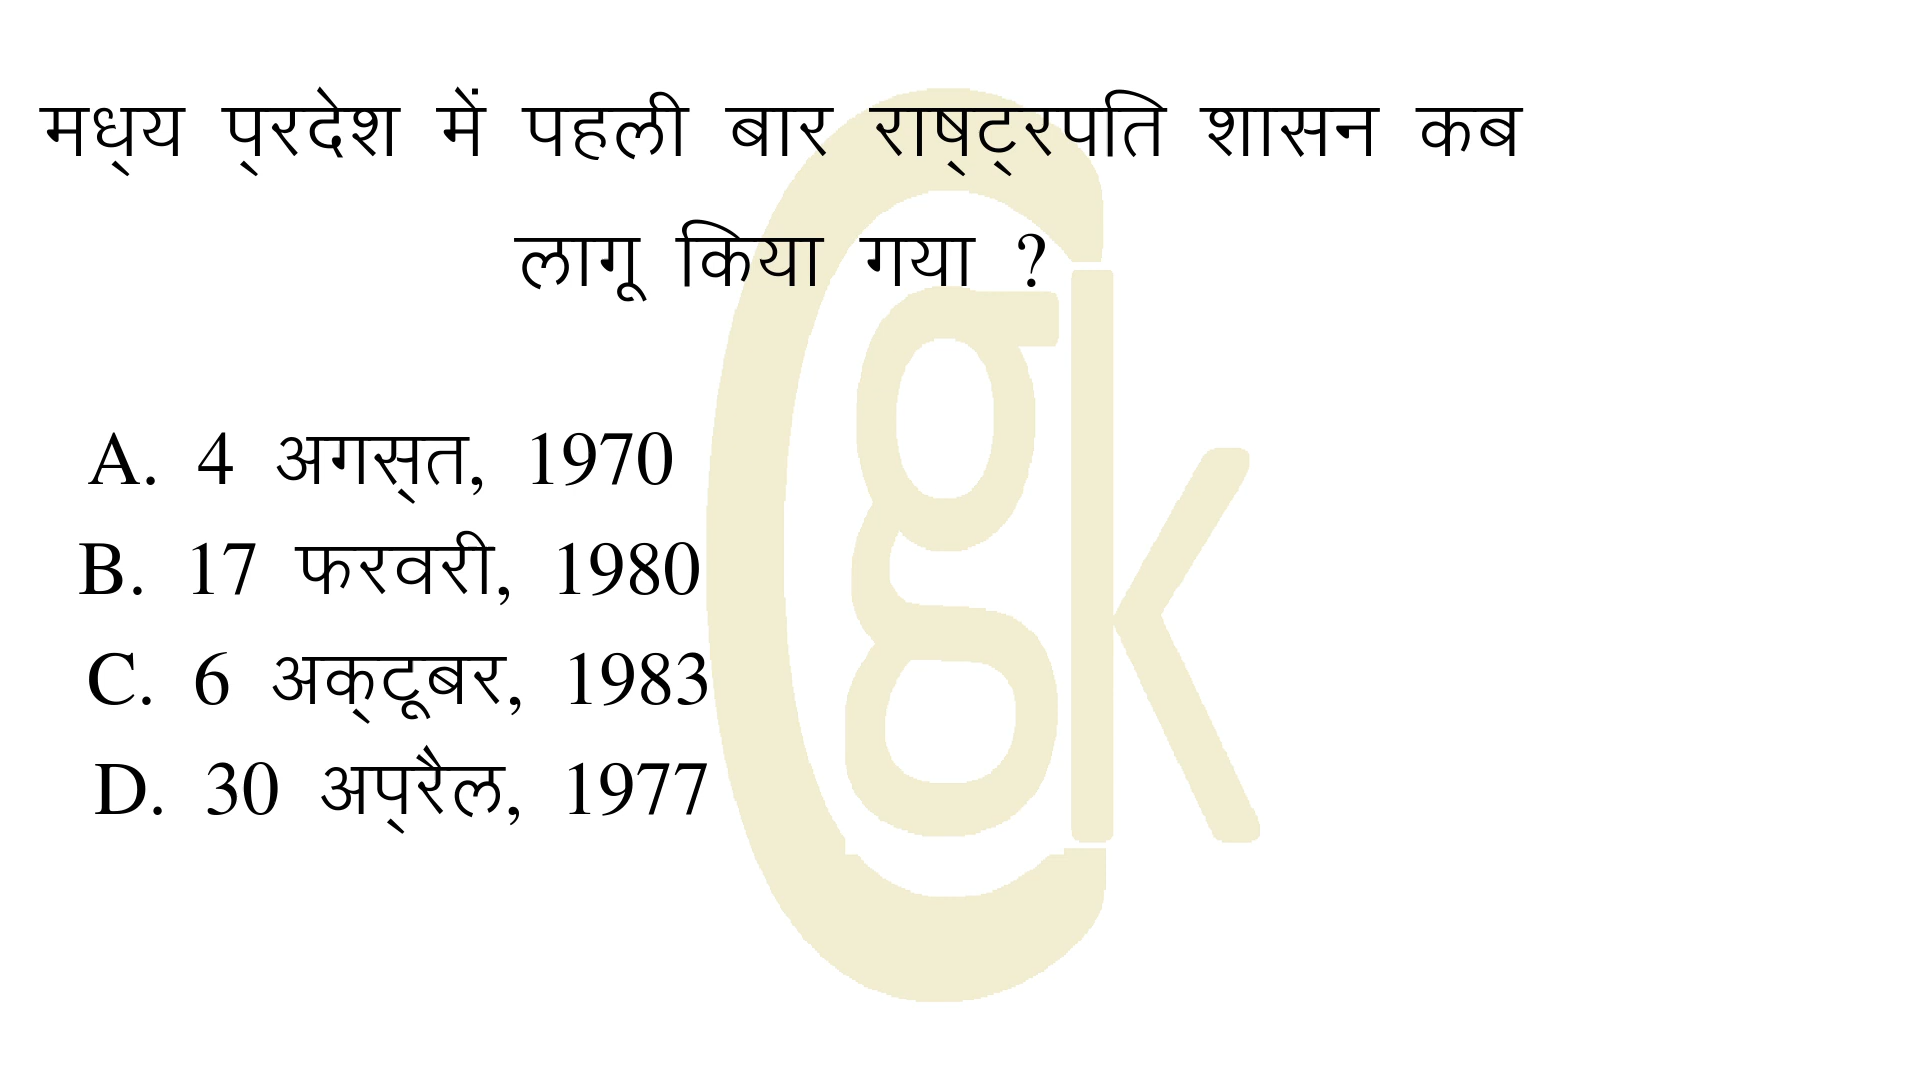 मध्य प्रदेश में पहली बार राष्ट्रपति शासन कब
लागू किया गया ?
A. 4 अगस्त, 1970
B. 17 फरवरी, 1980
C. 6 अक्टूबर, 1983
D. 30 अप्रैल, 1977
Cgk